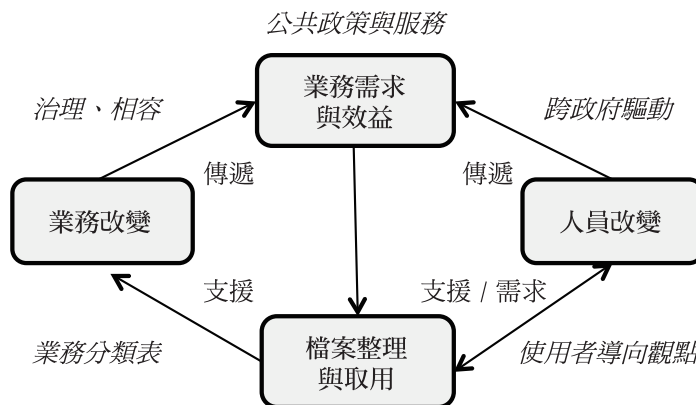 公共政策與服務
業務需求
與效益
治理、相容
跨政府驅動
傳遞
傳遞
業務改變
人員改變
支援
支援 / 需求
業務分類表
檔案整理
與取用
使用者導向觀點